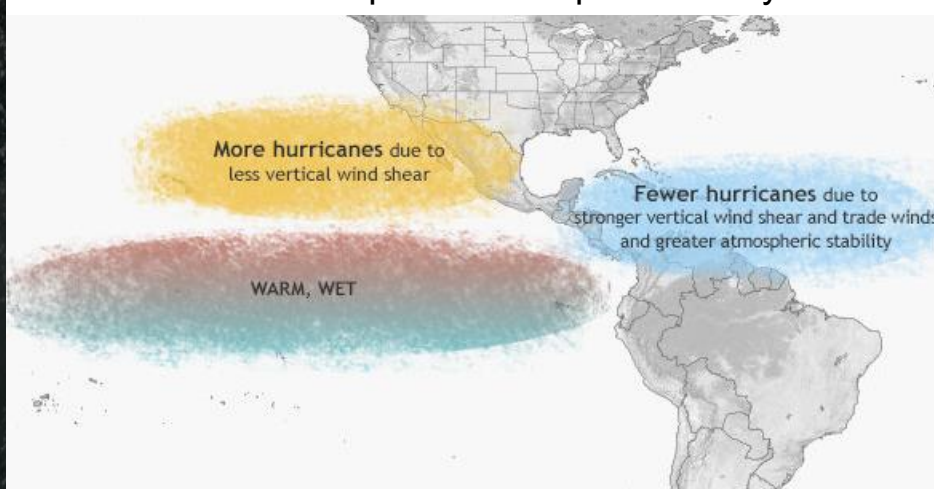 More hurricanes due to
less vertical wind shear
Fewer hurricanes due to
stronger vertical wind shear and trade winds
and greater atmospheric stability
WARM, WET